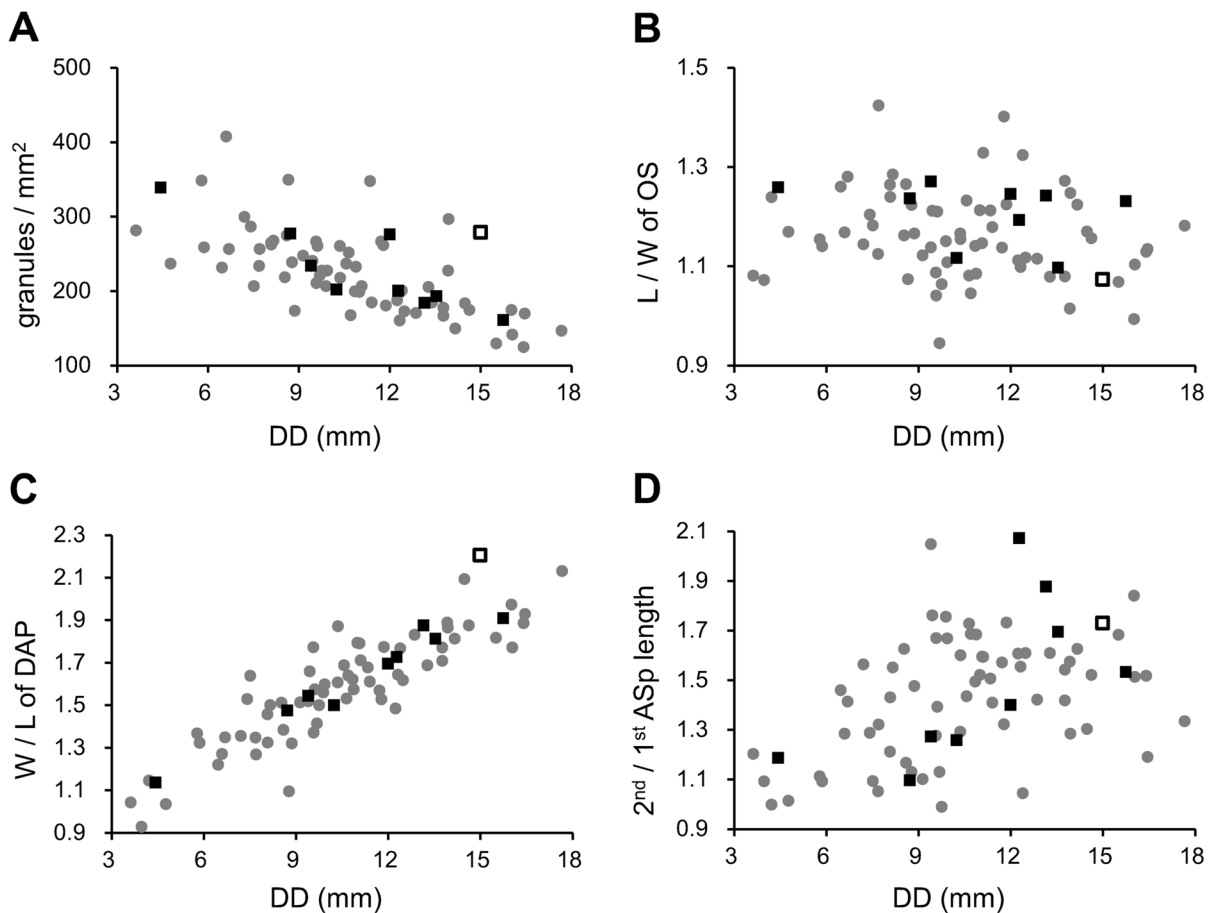 A
500
400
300
200
100
granules / mm²
3 6 9 12 15 18
DD (mm)
B
1.5
1.3
1.1
0.9
L / W of OS
3 6 9 12 15 18
DD (mm)
C
2.3
2.1
1.9
1.7
1.5
1.3
1.1
0.9
W / L of DAP
3 6 9 12 15 18
DD (mm)
D
2.1
1.9
1.7
1.5
1.3
1.1
0.9
2nd / 1st ASp length
3 6 9 12 15 18
DD (mm)